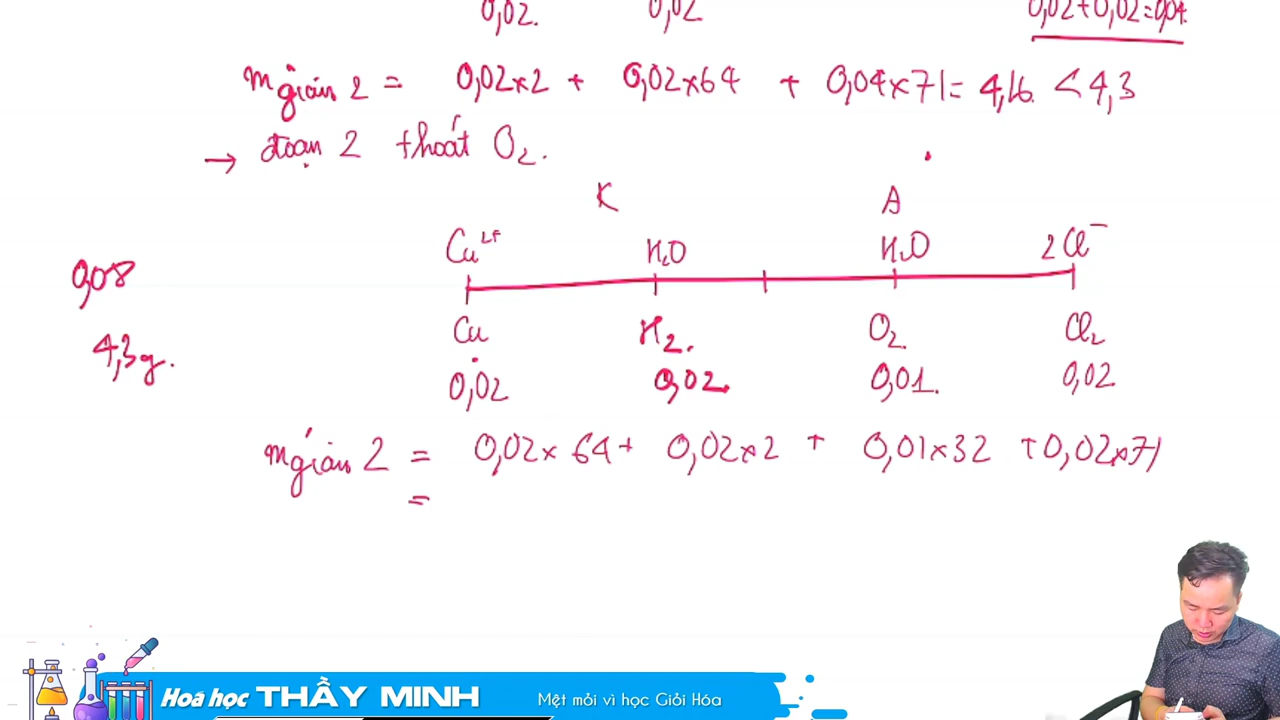 0,02. 0,02. 0,02+0,02=0,04.
m giảm 2 = 0,02×2 + 0,02×64 + 0,04×71 = 4,16. < 4,3
→ đoạn 2 thoát O₂.
K A
Cu²⁺ H₂O H₂O 2Cl⁻
0,08
Cu H₂. O₂ Cl₂
4,3g.
0,02 0,02. 0,01. 0,02
m giảm 2 = 0,02×64 + 0,02×2 + 0,01×32 + 0,02×71
=
Hoá học THẦY MINH Mệt mỏi vì học Giỏi Hóa